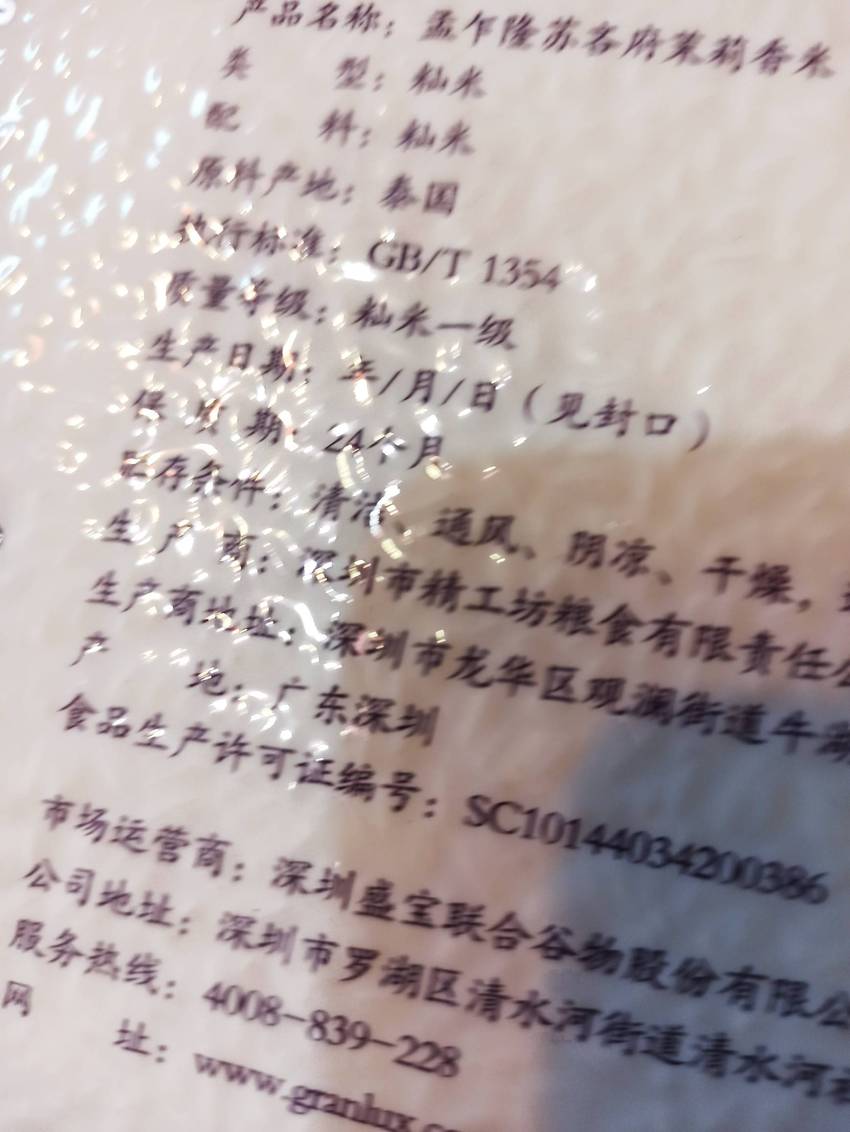 产品名称：孟乍隆苏吝府茉莉香米
类 型：籼米
配 料：籼米
原料产地：泰国
执行标准：GB/T 1354
质量等级：籼米一级
生产日期：年/月/日（见封口）
保 质 期：24个月
贮存条件：清洁、通风、阴凉、干燥，
生 产 商：深圳市精工坊粮食有限责任公
生产商地址：深圳市龙华区观澜街道牛湖
产 地：广东深圳
食品生产许可证编号：SC10144034200386
市场运营商：深圳盛宝联合谷物股份有限公
公司地址：深圳市罗湖区清水河街道清水河
服务热线：4008-839-228
网 址：www.granlux.co